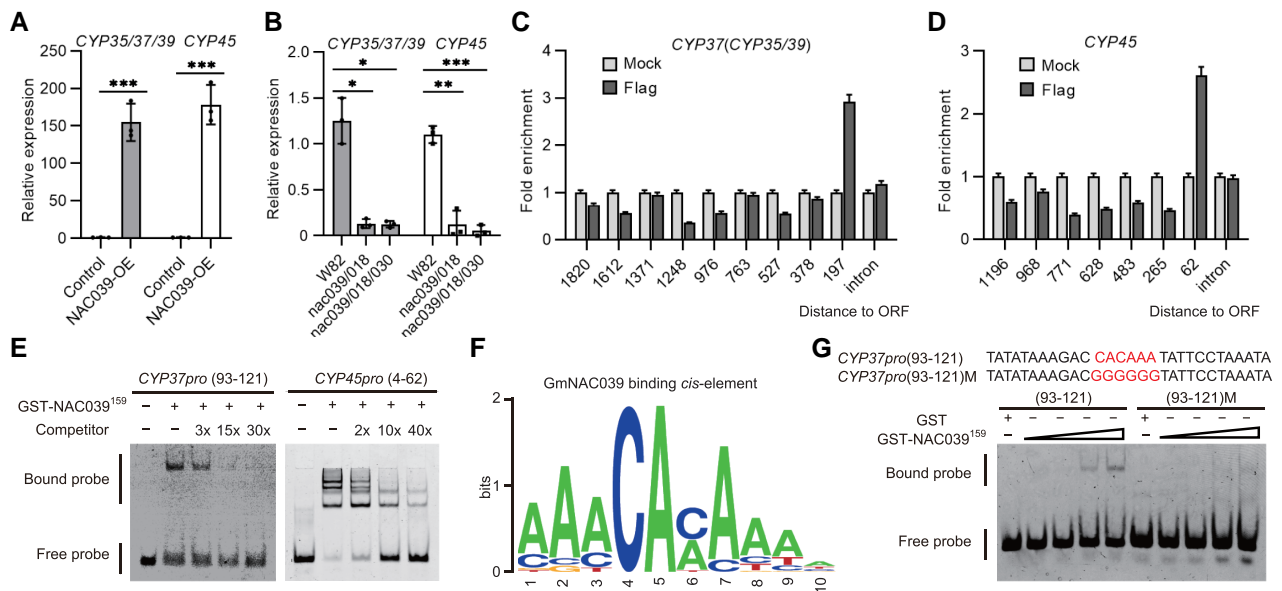 A
CYP35/37/39 CYP45
Relative expression
250
200
150
100
50
0
*** ***
Control
NAC039-OE
Control
NAC039-OE
B
CYP35/37/39 CYP45
Relative expression
2.0
1.5
1.0
0.5
0.0
* ***
* **
W82
nac039/018
nac039/018/030
W82
nac039/018
nac039/018/030
C
CYP37(CYP35/39)
Mock
Flag
Fold enrichment
4
3
2
1
0
1820 1612 1371 1248 976 763 527 378 197 intron
Distance to ORF
D
CYP45
Mock
Flag
Fold enrichment
3
2
1
0
1196 968 771 628 483 265 62 intron
Distance to ORF
E
CYP37pro (93-121) CYP45pro (4-62)
GST-NAC039159 – + + + + – + + + +
Competitor – – 3x 15x 30x – – 2x 10x 40x
Bound probe
Free probe
F
GmNAC039 binding cis-element
bits
2
1
0
1 2 3 4 5 6 7 8 9 10
G
CYP37pro(93-121) TATATAAAGAC CACAAA TATTCCTAAATA
CYP37pro(93-121)M TATATAAAGACGGGGGGTATTCCTAAATA
(93-121) (93-121)M
GST + – – – – + – – – –
GST-NAC039159 – –
Bound probe
Free probe